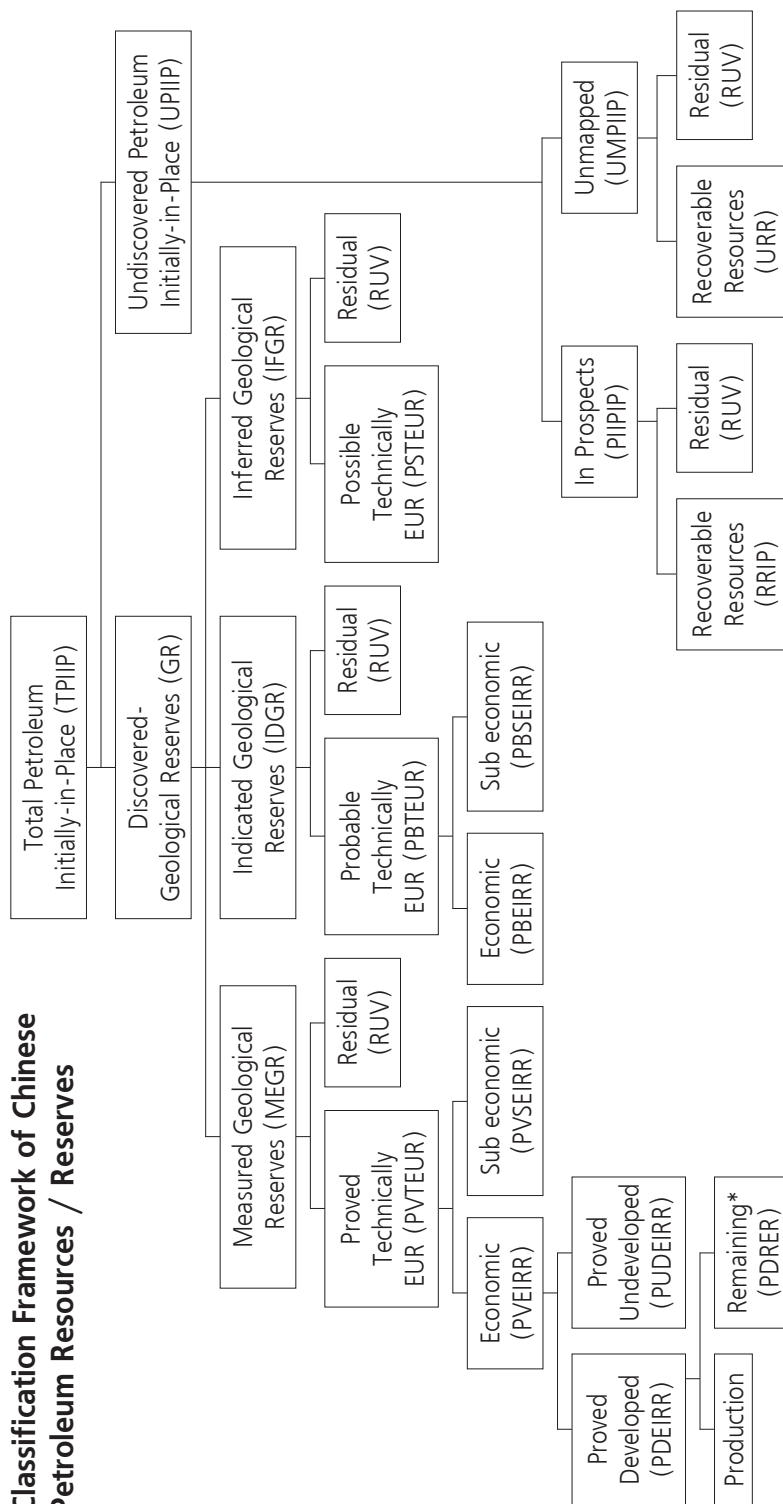 Classification Framework of Chinese
Petroleum Resources / Reserves
Total Petroleum
Initially-in-Place (TPIIP)
Discovered-
Geological Reserves (GR)
Undiscovered Petroleum
Initially-in-Place (UPIIP)
Measured Geological
Reserves (MEGR)
Indicated Geological
Reserves (IDGR)
Inferred Geological
Reserves (IFGR)
Proved
Technically
EUR (PVTEUR)
Residual
(RUV)
Probable
Technically
EUR (PBTEUR)
Residual
(RUV)
Possible
Technically
EUR (PSTEUR)
Residual
(RUV)
Economic
(PVEIRR)
Sub economic
(PVSEIRR)
Economic
(PBEIRR)
Sub economic
(PBSEIRR)
In Prospects
(PIIPIP)
Unmapped
(UMPIIP)
Proved
Developed
(PDEIRR)
Proved
Undeveloped
(PUDEIRR)
Recoverable
Resources
(RRIP)
Residual
(RUV)
Recoverable
Resources
(URR)
Residual
(RUV)
Production
Remaining*
(PDRER)